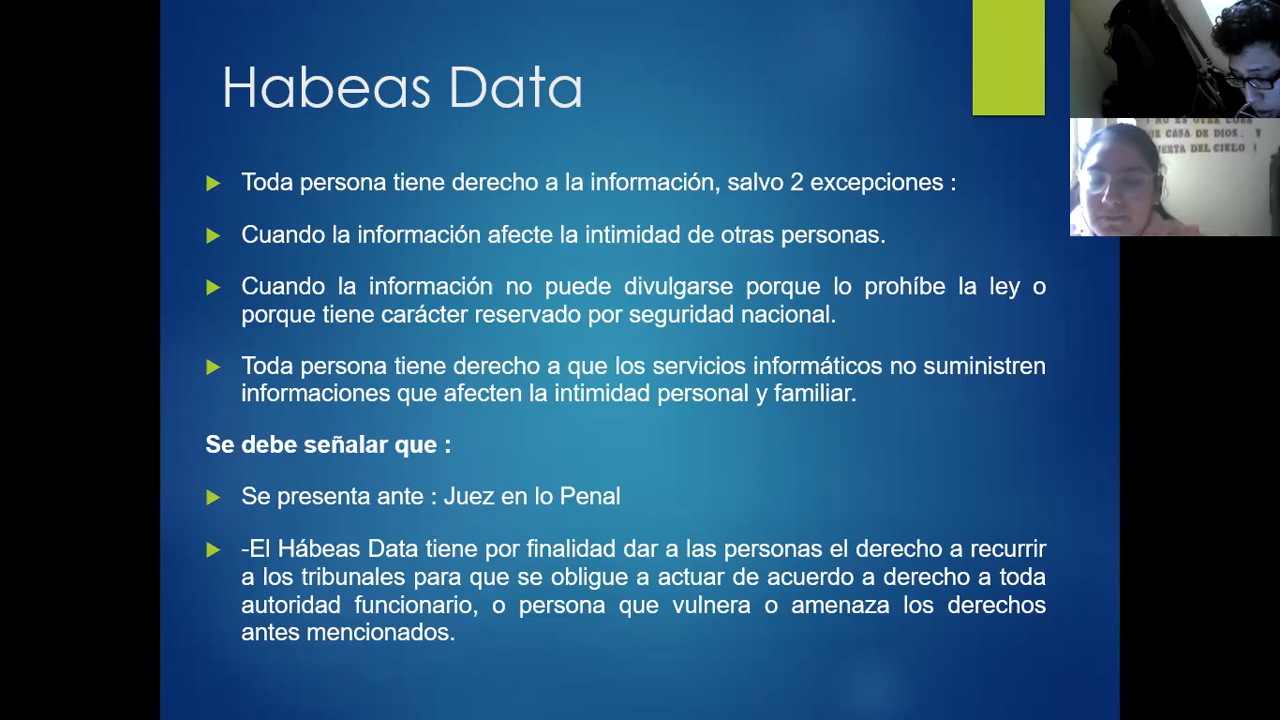 Habeas Data
Toda persona tiene derecho a la información, salvo 2 excepciones :
Cuando la información afecte la intimidad de otras personas.
Cuando la información no puede divulgarse porque lo prohíbe la ley o
porque tiene carácter reservado por seguridad nacional.
Toda persona tiene derecho a que los servicios informáticos no suministren
informaciones que afecten la intimidad personal y familiar.
Se debe señalar que :
Se presenta ante : Juez en lo Penal
-El Hábeas Data tiene por finalidad dar a las personas el derecho a recurrir
a los tribunales para que se obligue a actuar de acuerdo a derecho a toda
autoridad funcionario, o persona que vulnera o amenaza los derechos
antes mencionados.
NO ES OTRA COSA
CASA DE DIOS. Y
DEL CIELO !